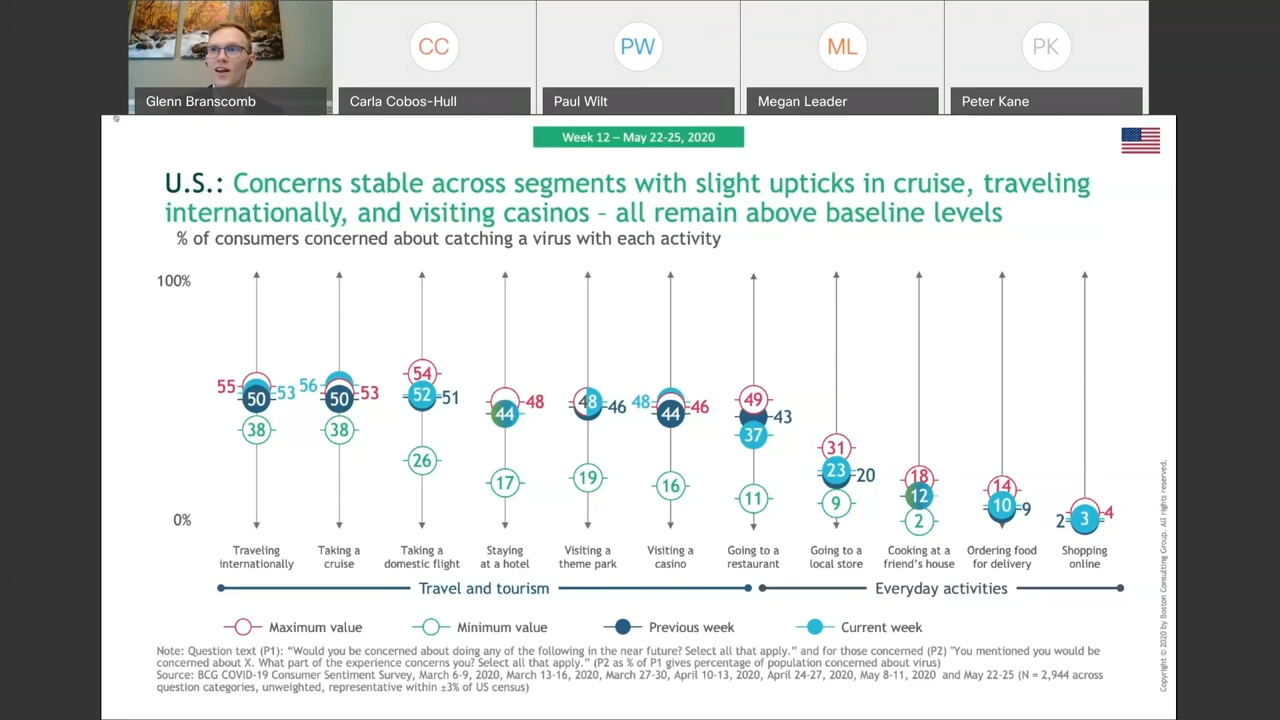 CC
PW
ML
PK
Glenn Branscomb
Carla Cobos-Hull
Paul Wilt
Megan Leader
Peter Kane
Week 12 – May 22-25, 2020
U.S.: Concerns stable across segments with slight upticks in cruise, traveling
internationally, and visiting casinos – all remain above baseline levels
% of consumers concerned about catching a virus with each activity
100%
0%
55 50 53 38
56 50 53 38
54 52 51 26
44 48 17
48 46 19
48 44 46 16
49 43 37 11
31 23 20 9
18 12 2
14 10 9
2 3 4
Traveling
internationally
Taking a
cruise
Taking a
domestic flight
Staying
at a hotel
Visiting a
theme park
Visiting a
casino
Going to a
restaurant
Going to a
local store
Cooking at a
friend's house
Ordering food
for delivery
Shopping
online
Travel and tourism
Everyday activities
Maximum value
Minimum value
Previous week
Current week
Note: Question text (P1): "Would you be concerned about doing any of the following in the near future? Select all that apply." and for those concerned (P2) "You mentioned you would be
concerned about X. What part of the experience concerns you? Select all that apply." (P2 as % of P1 gives percentage of population concerned about virus)
Source: BCG COVID-19 Consumer Sentiment Survey, March 6-9, 2020, March 13-16, 2020, March 27-30, April 10-13, 2020, April 24-27, 2020, May 8-11, 2020 and May 22-25 (N = 2,944 across
question categories, unweighted, representative within ±3% of US census)
Copyright © 2020 by Boston Consulting Group. All rights reserved.